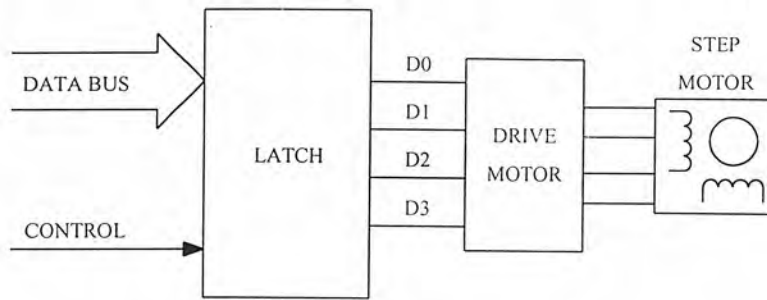 DATA BUS
CONTROL
LATCH
D0
D1
D2
D3
DRIVE
MOTOR
STEP
MOTOR